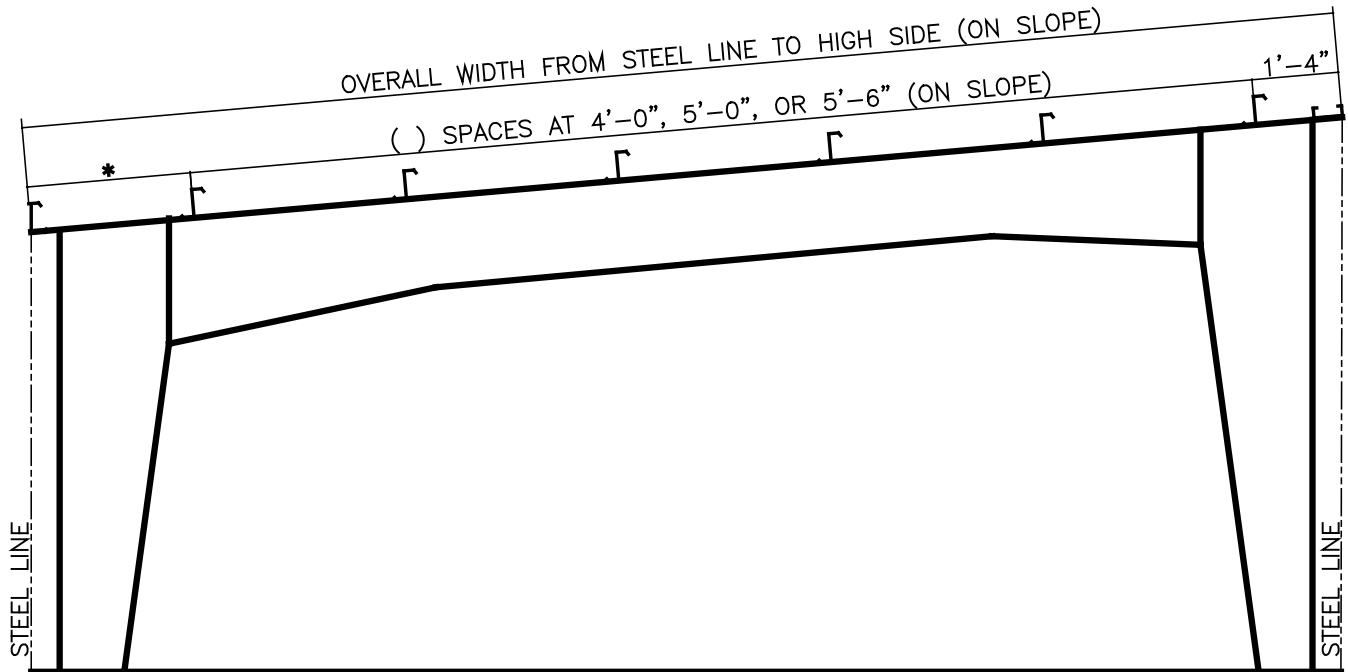 OVERALL WIDTH FROM STEEL LINE TO HIGH SIDE (ON SLOPE)
1’-4”
( ) SPACES AT 4’-0”, 5’-0”, OR 5’-6” (ON SLOPE)
*
STEEL LINE
STEEL LINE